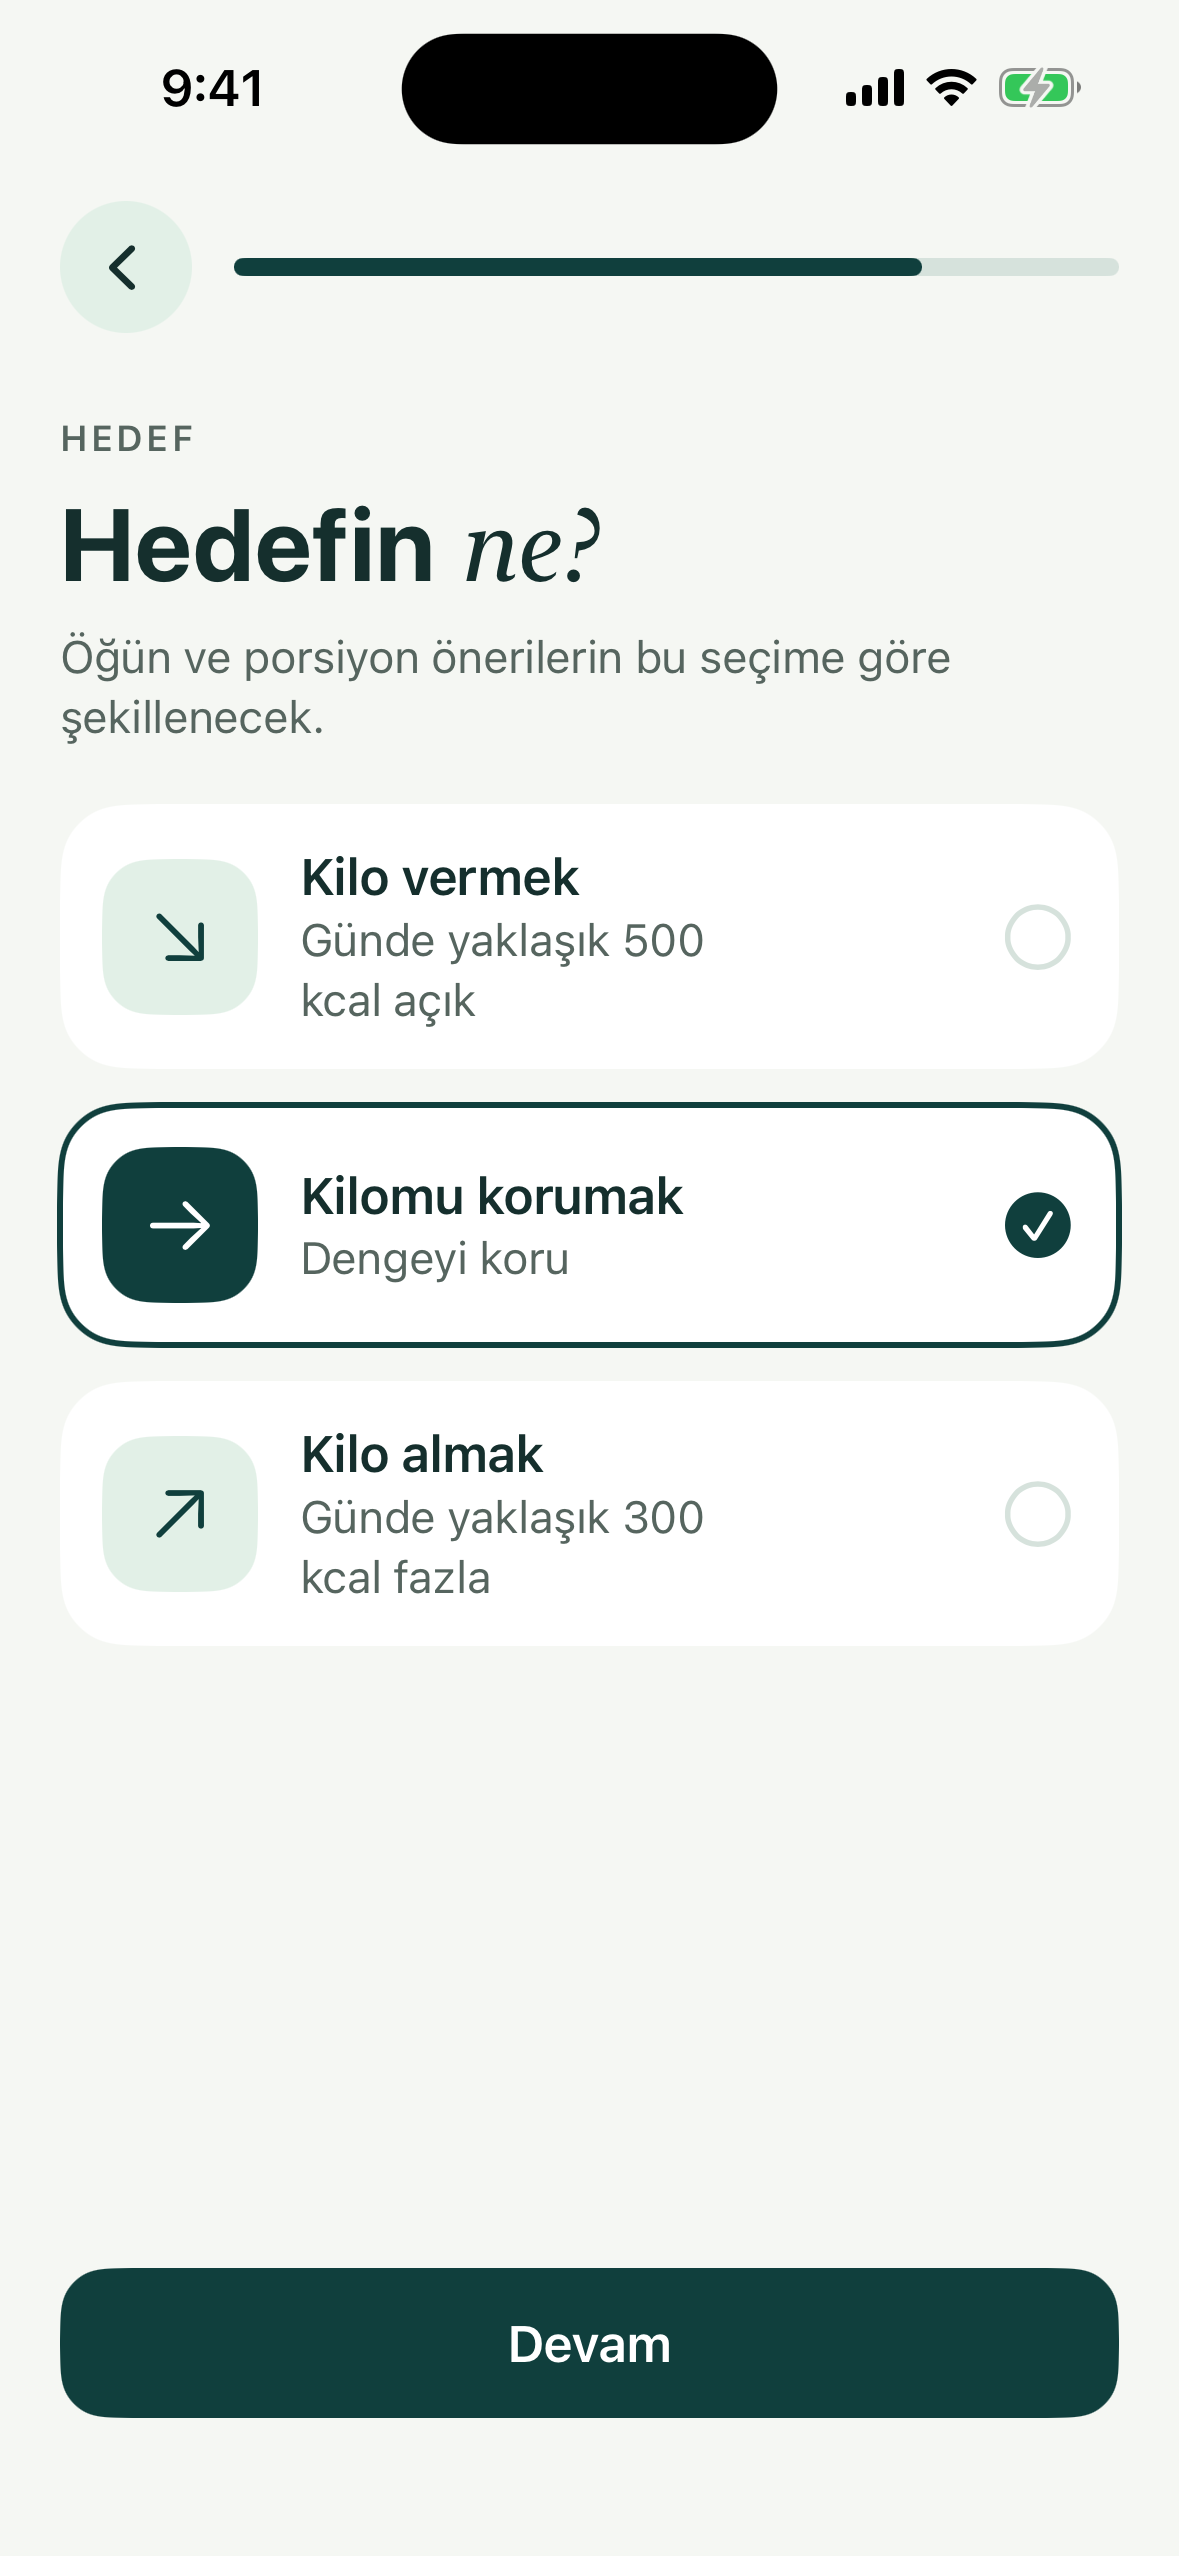 9:41
HEDEF
Hedefin ne?
Öğün ve porsiyon önerilerin bu seçime göre
şekillenecek.
Kilo vermek
Günde yaklaşık 500
kcal açık
Kilomu korumak
Dengeyi koru
Kilo almak
Günde yaklaşık 300
kcal fazla
Devam